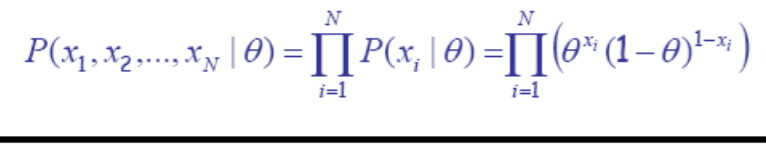 P(x₁, x₂,..., x_N | θ) = ∏_{i=1}^{N} P(x_i | θ) = ∏_{i=1}^{N} (θ^{x_i} (1 − θ)^{1−x_i})